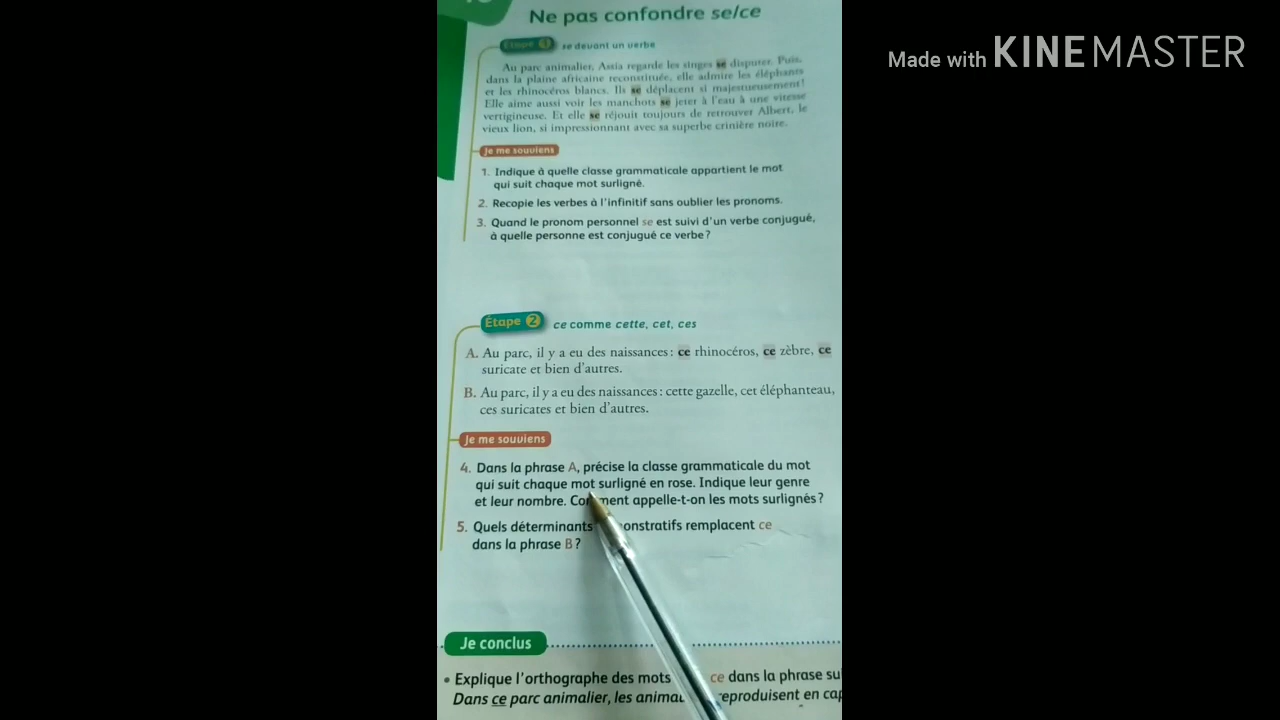 Made with KINEMASTER
Ne pas confondre se/ce
Étape 1 se devant un verbe
Au parc animalier, Assia regarde les singes se disputer. Puis,
dans la plaine africaine reconstituée, elle admire les éléphants
et les rhinocéros blancs. Ils se déplacent si majestueusement!
Elle aime aussi voir les manchots se jeter à l'eau à une vitesse
vertigineuse. Et elle se réjouit toujours de retrouver Albert, le
vieux lion, si impressionnant avec sa superbe crinière noire.
Je me souviens
1. Indique à quelle classe grammaticale appartient le mot
qui suit chaque mot surligné.
2. Recopie les verbes à l'infinitif sans oublier les pronoms.
3. Quand le pronom personnel se est suivi d'un verbe conjugué,
à quelle personne est conjugué ce verbe ?
Étape 2 ce comme cette, cet, ces
A. Au parc, il y a eu des naissances : ce rhinocéros, ce zèbre, ce
suricate et bien d'autres.
B. Au parc, il y a eu des naissances : cette gazelle, cet éléphanteau,
ces suricates et bien d'autres.
Je me souviens
4. Dans la phrase A, précise la classe grammaticale du mot
qui suit chaque mot surligné en rose. Indique leur genre
et leur nombre. Comment appelle-t-on les mots surlignés ?
5. Quels déterminants onstratifs remplacent ce
dans la phrase B ?
Je conclus
• Explique l'orthographe des mots ce dans la phrase su
Dans ce parc animalier, les anima eproduisent en cap